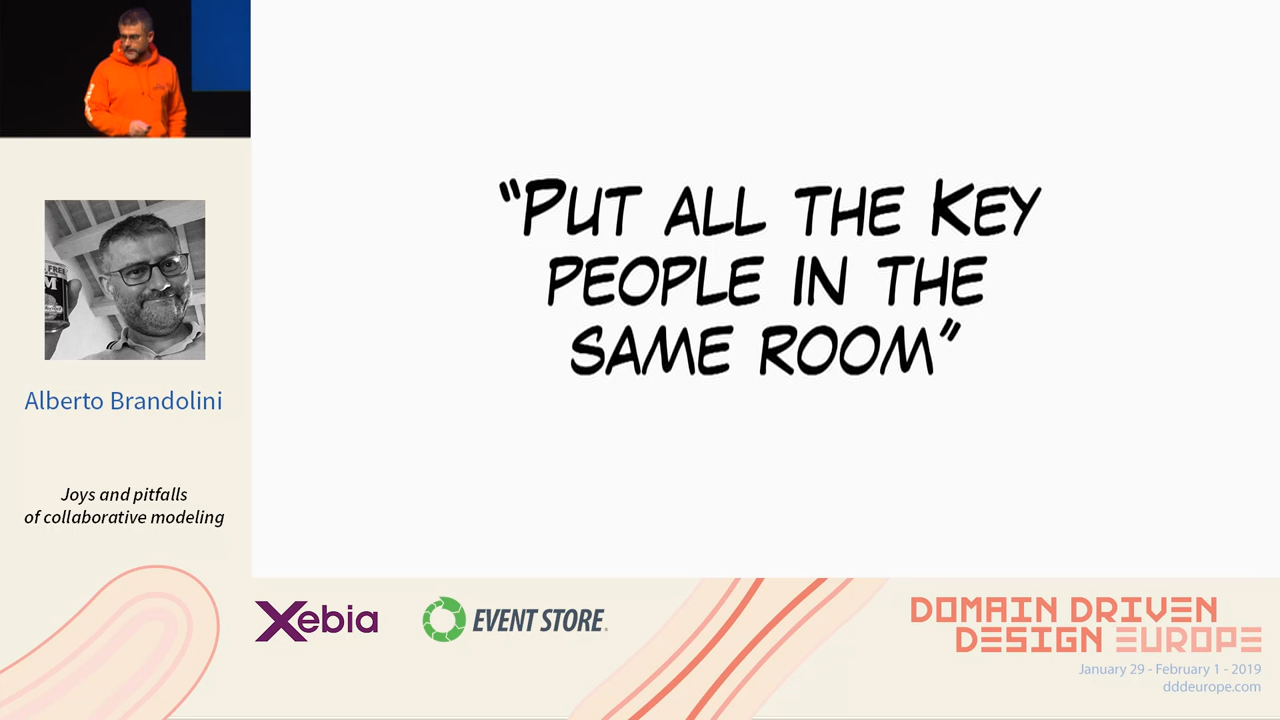 “Put all the Key
people in the
same room”
FREE
M
Alberto Brandolini
Joys and pitfalls
of collaborative modeling
Xebia
EVENT STORE.
DOMAIN DRIVEN
DESIGN EUROPE
January 29 - February 1 - 2019
dddeurope.com